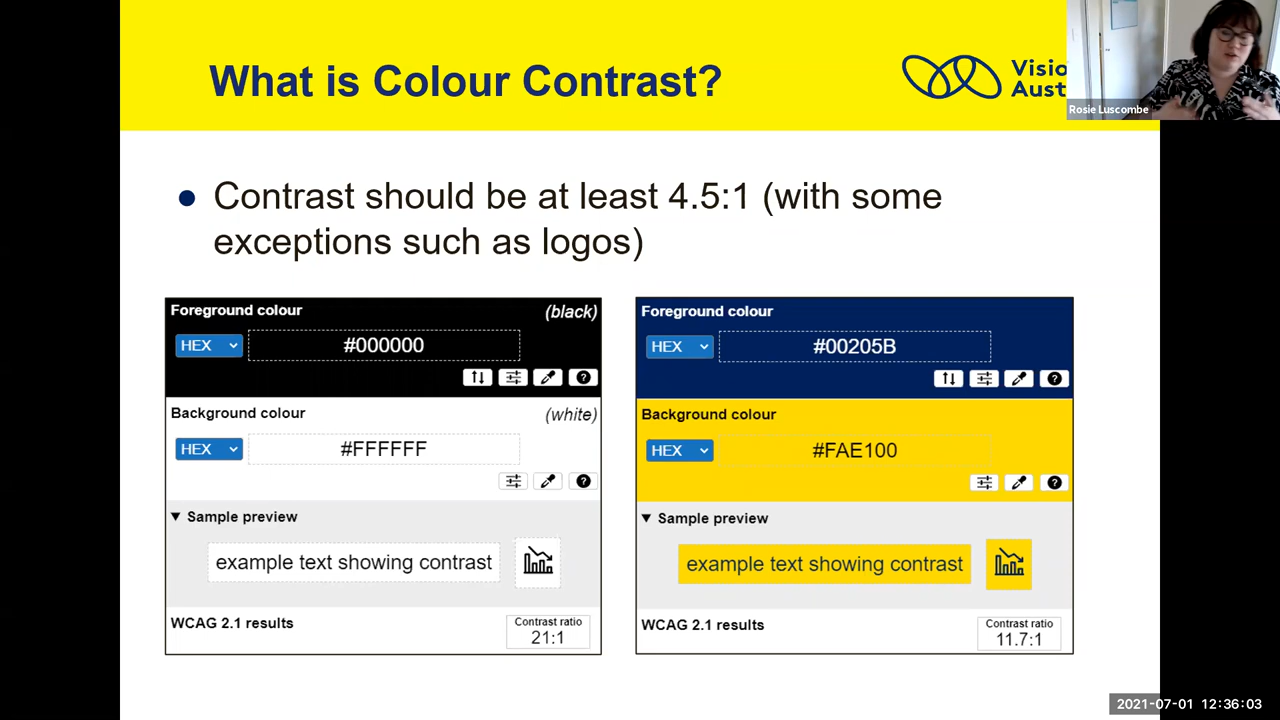 What is Colour Contrast?
Visio
Aust
Rosie Luscombe
● Contrast should be at least 4.5:1 (with some
exceptions such as logos)
Foreground colour (black)
HEX #000000
Background colour (white)
HEX #FFFFFF
▼ Sample preview
example text showing contrast
WCAG 2.1 results
Contrast ratio
21:1
Foreground colour
HEX #00205B
Background colour
HEX #FAE100
▼ Sample preview
example text showing contrast
WCAG 2.1 results
Contrast ratio
11.7:1
2021-07-01 12:36:03